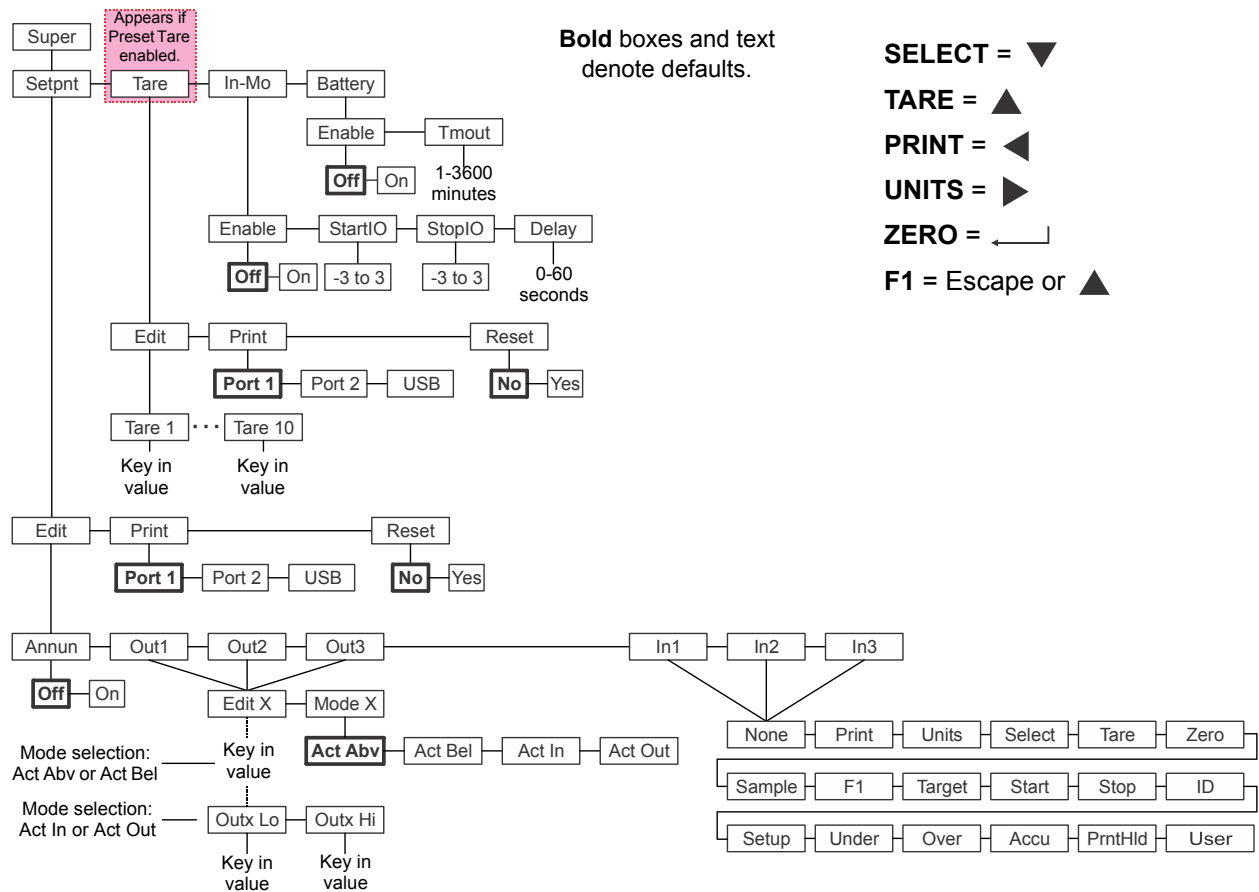 Appears if
Preset Tare
enabled.
Super
Setpnt
Tare
In-Mo
Battery
Bold boxes and text
denote defaults.
SELECT = ▼
TARE = ▲
PRINT = ◀
UNITS = ▶
ZERO =
F1 = Escape or ▲
Enable
Tmout
Off
On
1-3600
minutes
Enable
StartIO
StopIO
Delay
Off
On
-3 to 3
-3 to 3
0-60
seconds
Edit
Print
Reset
Port 1
Port 2
USB
No
Yes
Tare 1
···
Tare 10
Key in
value
Key in
value
Edit
Print
Reset
Port 1
Port 2
USB
No
Yes
Annun
Out1
Out2
Out3
In1
In2
In3
Off
On
Edit X
Mode X
Mode selection:
Act Abv or Act Bel
Key in
value
Act Abv
Act Bel
Act In
Act Out
Mode selection:
Act In or Act Out
Outx Lo
Outx Hi
Key in
value
Key in
value
None
Print
Units
Select
Tare
Zero
Sample
F1
Target
Start
Stop
ID
Setup
Under
Over
Accu
PrntHld
User